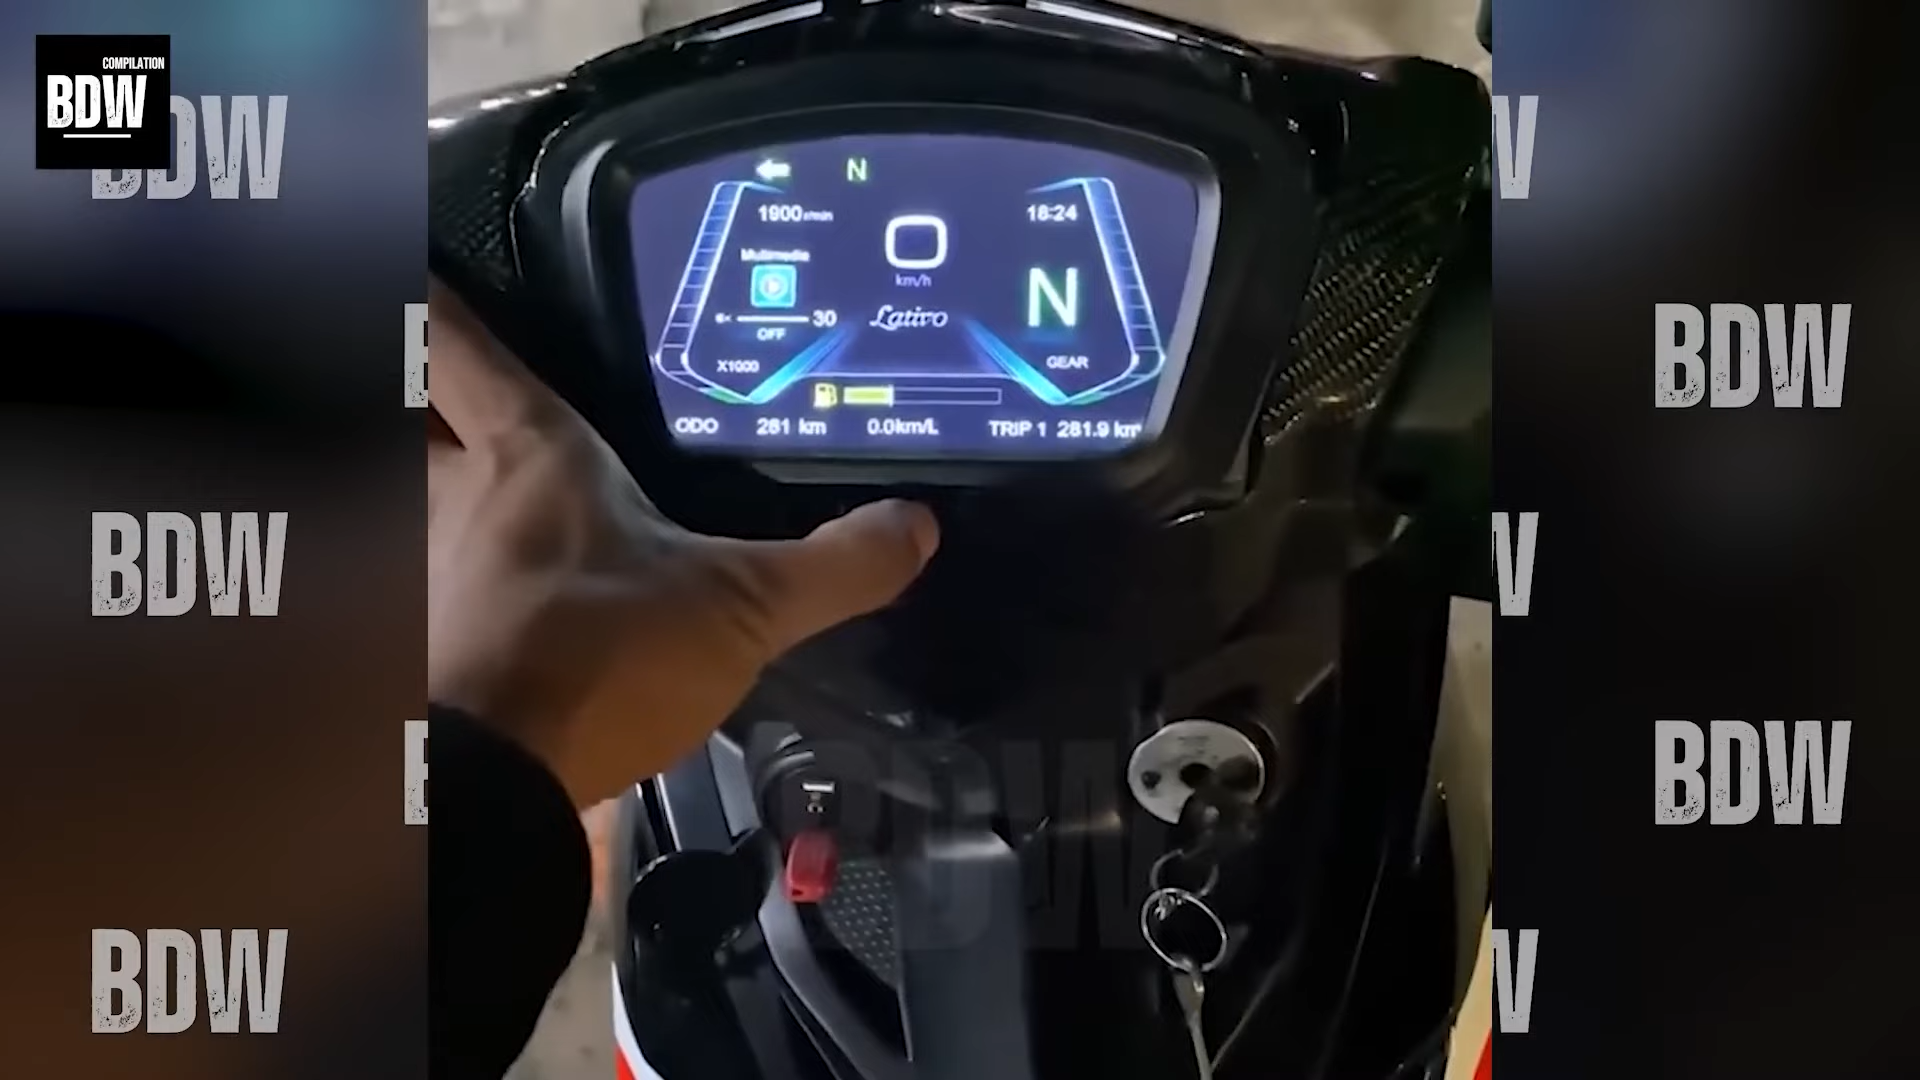 COMPILATION
BDW
BDW
BDW
BDW
BDW
BDW
BDW
N
1900 r/min
18:24
Multimedia
0
km/h
N
30
Lativo
OFF
X1000
GEAR
ODO 281 km 0.0km/L TRIP 1 281.9 km